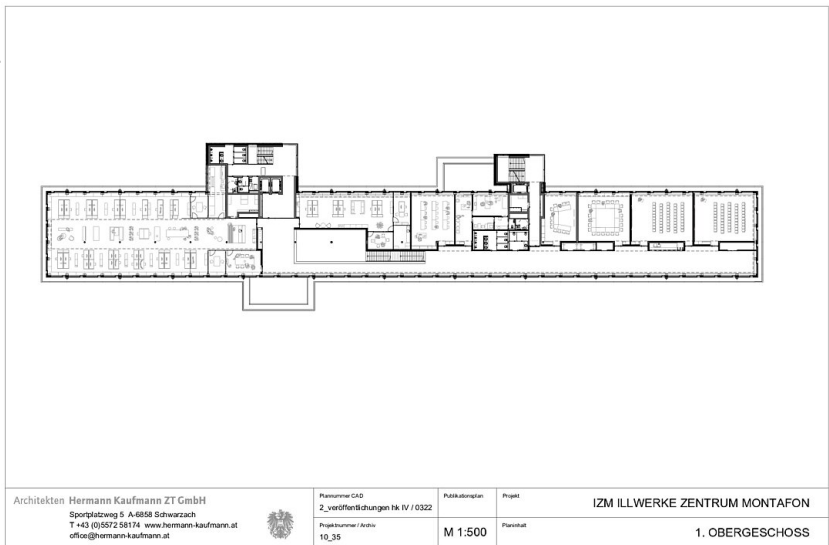 Architekten Hermann Kaufmann ZT GmbH
Sportplatzweg 5 A-6858 Schwarzach
T +43 (0)5572 58174 www.hermann-kaufmann.at
office@hermann-kaufmann.at
Plannummer CAD
2_veröffentlichungen hk IV / 0322
Projektnummer / Archiv
10_35
Publikationsplan
M 1:500
Projekt
IZM ILLWERKE ZENTRUM MONTAFON
Planinhalt
1. OBERGESCHOSS